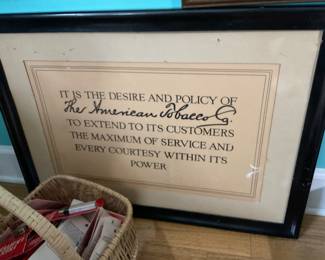 IT IS THE DESIRE AND POLICY OF
The American Tobacco Co.
TO EXTEND TO ITS CUSTOMERS
THE MAXIMUM OF SERVICE AND
EVERY COURTESY WITHIN ITS
POWER